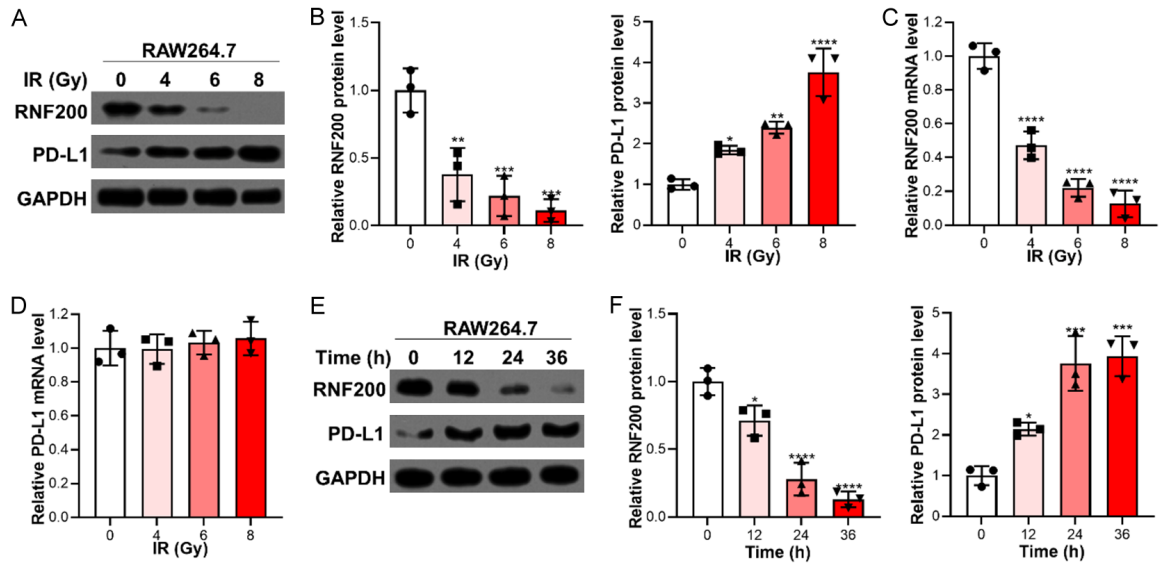 A
RAW264.7
IR (Gy) 0 4 6 8
RNF200
PD-L1
GAPDH
B
Relative RNF200 protein level
1.5
1.0
0.5
0.0
**
***
***
0 4 6 8
IR (Gy)
Relative PD-L1 protein level
5
4
3
2
1
0
*
**
****
0 4 6 8
IR (Gy)
C
Relative RNF200 mRNA level
1.2
1.0
0.8
0.6
0.4
0.2
0.0
****
****
****
0 4 6 8
IR (Gy)
D
Relative PD-L1 mRNA level
1.2
1.0
0.8
0.6
0.4
0.2
0.0
0 4 6 8
IR (Gy)
E
RAW264.7
Time (h) 0 12 24 36
RNF200
PD-L1
GAPDH
F
Relative RNF200 protein level
1.5
1.0
0.5
0.0
*
****
****
0 12 24 36
Time (h)
Relative PD-L1 protein level
5
4
3
2
1
0
*
***
***
0 12 24 36
Time (h)